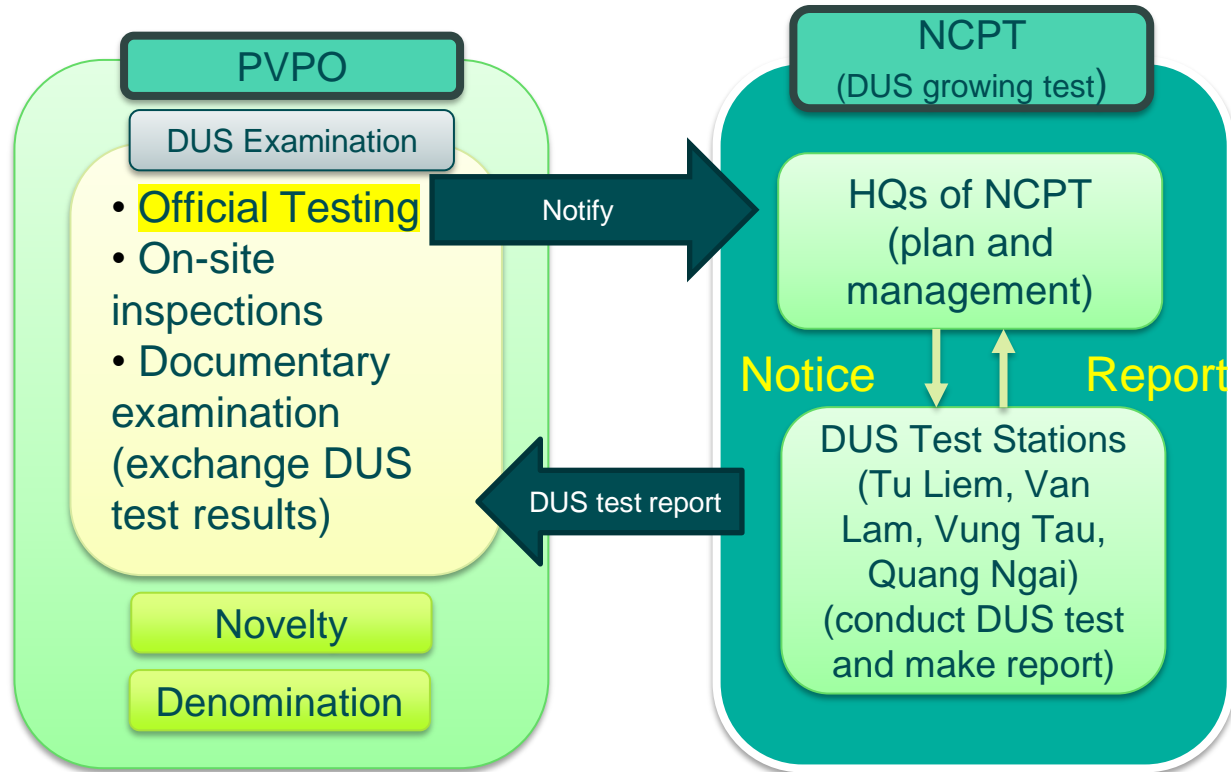 PVPO
DUS Examination
• Official Testing
• On-site
inspections
• Documentary
examination
(exchange DUS
test results)
Novelty
Denomination
Notify
DUS test report
NCPT
(DUS growing test)
HQs of NCPT
(plan and
management)
Notice
Report
DUS Test Stations
(Tu Liem, Van
Lam, Vung Tau,
Quang Ngai)
(conduct DUS test
and make report)